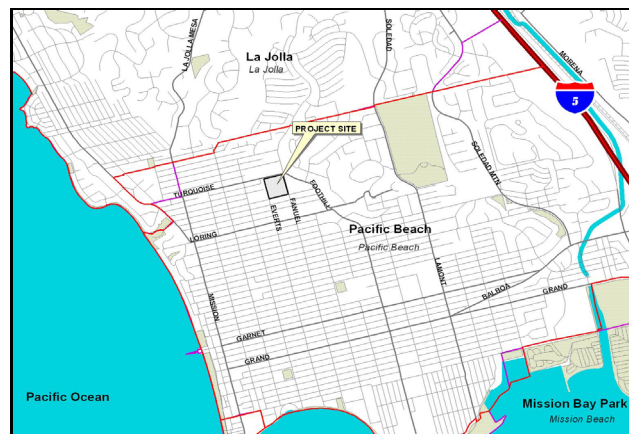 LA JOLLA MESA
SOLEDAD
MORENA
La Jolla
La Jolla
5
PROJECT SITE
SOLEDAD MTN
TURQUOISE
FOOTHILL
EVERTS
FANUEL
LORING
Pacific Beach
Pacific Beach
LAMONT
MISSION
BALBOA
GRAND
GARNET
GRAND
Pacific Ocean
Mission Bay Park
Mission Beach